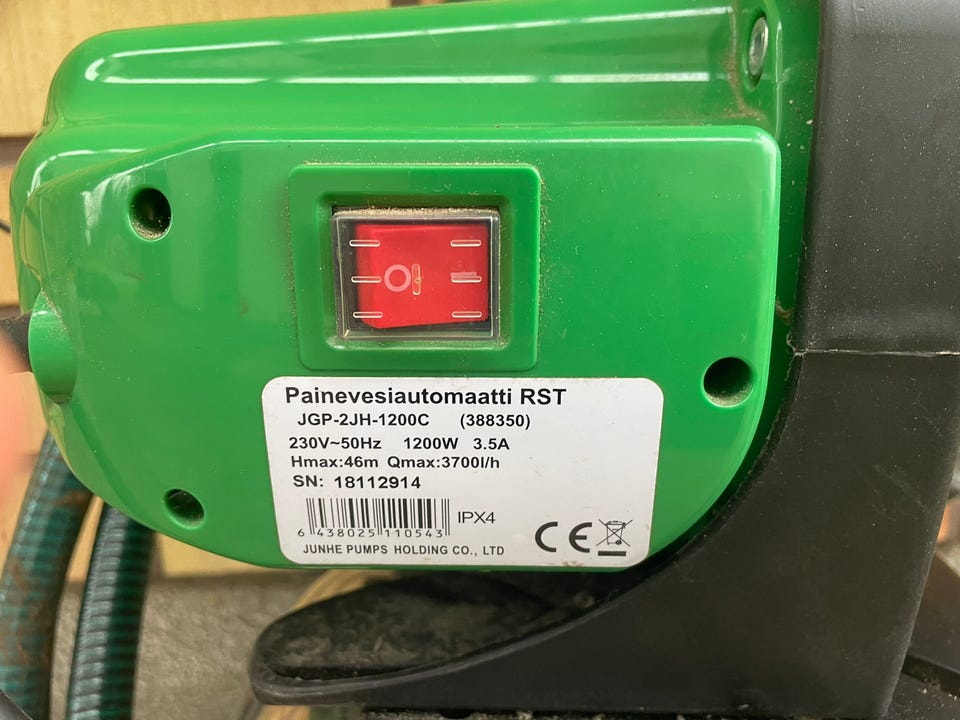 Painevesiautomaatti RST
JGP-2JH-1200C (388350)
230V~50Hz 1200W 3.5A
Hmax:46m Qmax:3700l/h
SN: 18112914
6 438025 110543
IPX4
CE
JUNHE PUMPS HOLDING CO., LTD